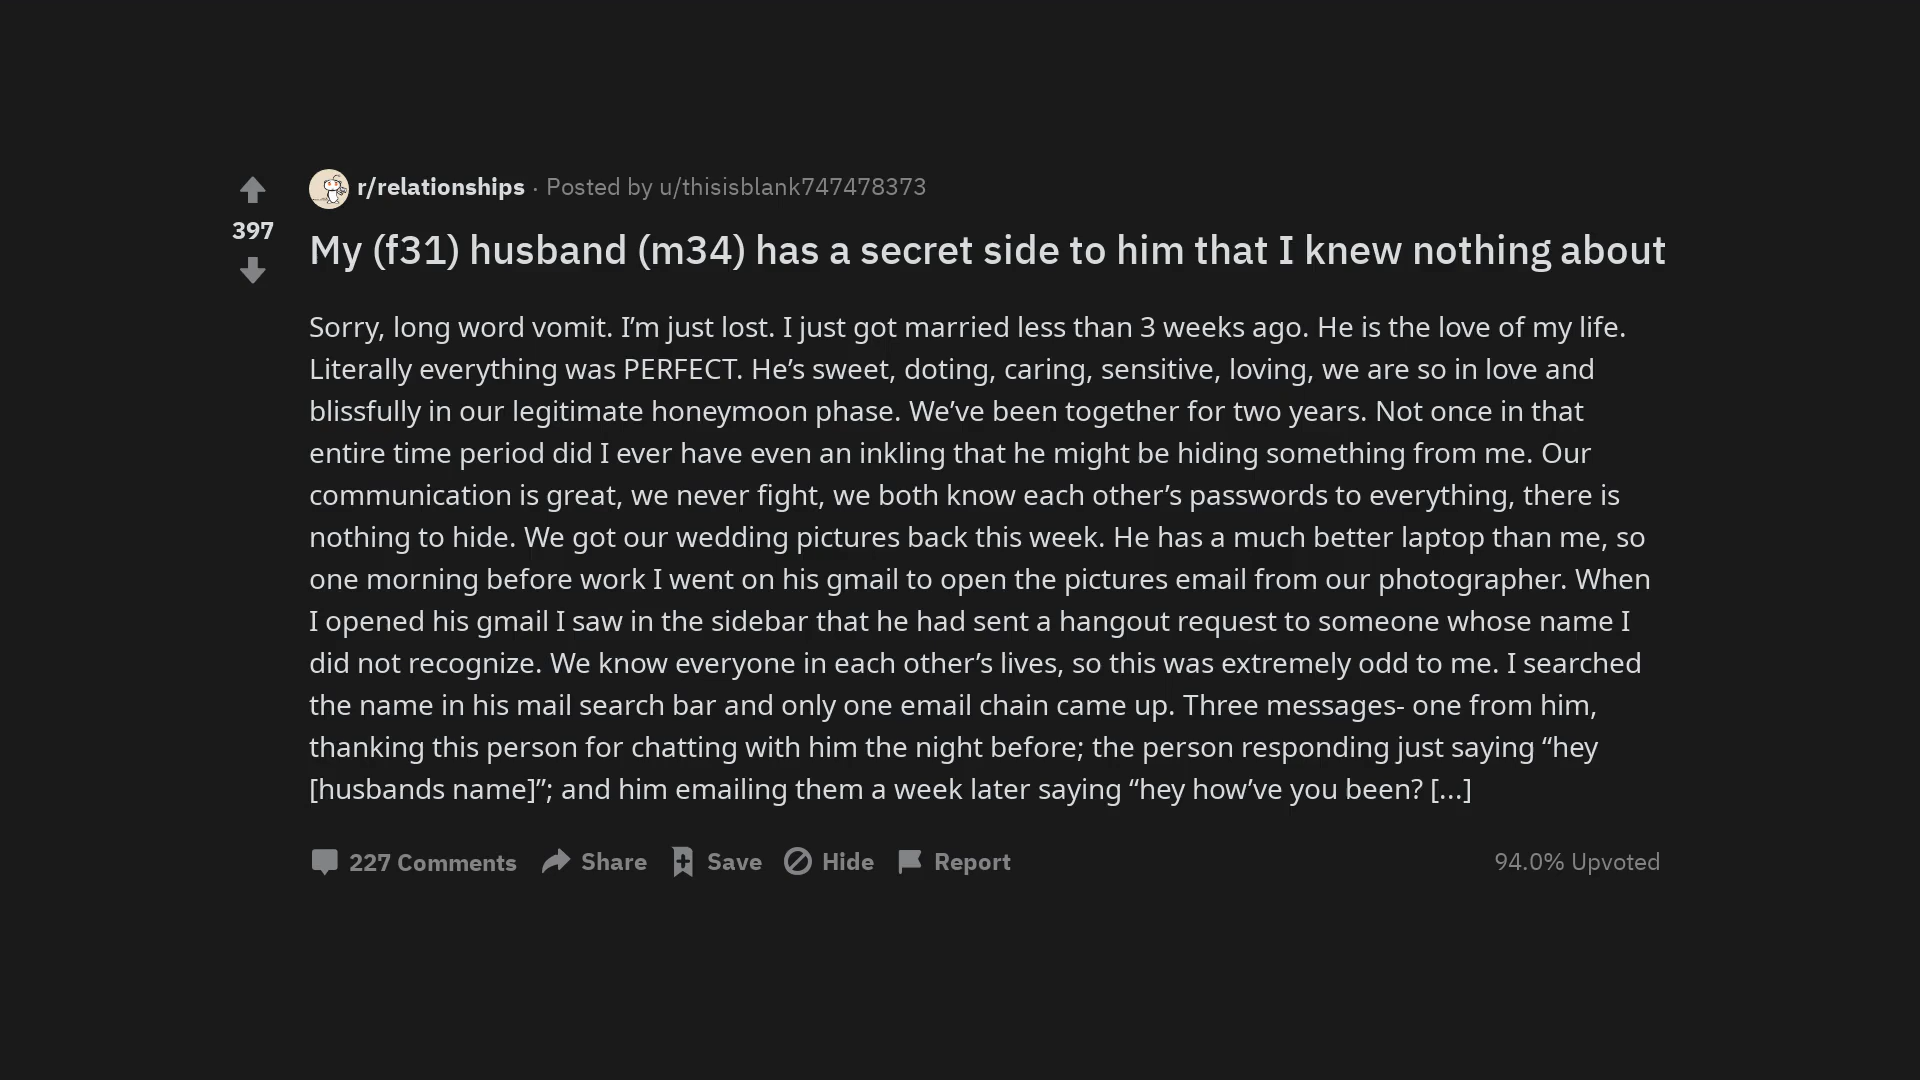 r/relationships · Posted by u/thisisblank747478373
397
My (f31) husband (m34) has a secret side to him that I knew nothing about
Sorry, long word vomit. I’m just lost. I just got married less than 3 weeks ago. He is the love of my life.
Literally everything was PERFECT. He’s sweet, doting, caring, sensitive, loving, we are so in love and
blissfully in our legitimate honeymoon phase. We’ve been together for two years. Not once in that
entire time period did I ever have even an inkling that he might be hiding something from me. Our
communication is great, we never fight, we both know each other’s passwords to everything, there is
nothing to hide. We got our wedding pictures back this week. He has a much better laptop than me, so
one morning before work I went on his gmail to open the pictures email from our photographer. When
I opened his gmail I saw in the sidebar that he had sent a hangout request to someone whose name I
did not recognize. We know everyone in each other’s lives, so this was extremely odd to me. I searched
the name in his mail search bar and only one email chain came up. Three messages- one from him,
thanking this person for chatting with him the night before; the person responding just saying “hey
[husbands name]”; and him emailing them a week later saying “hey how’ve you been? [...]
227 Comments Share Save Hide Report 94.0% Upvoted